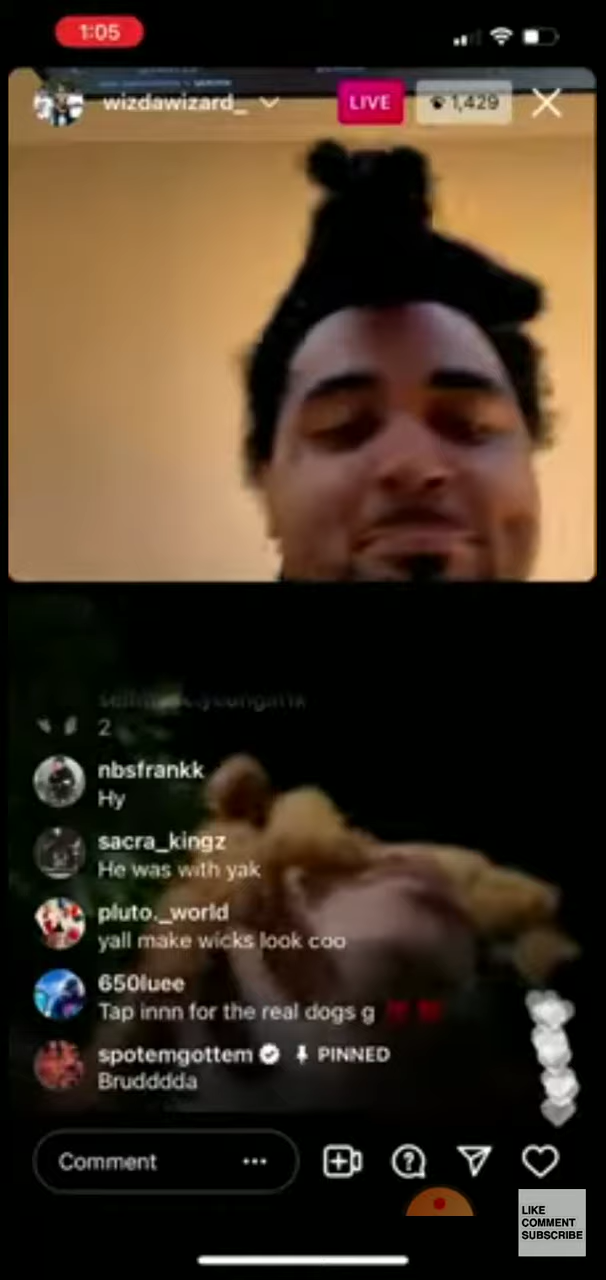 1:05
wizdawizard_
LIVE
1,429
2
nbsfrankk
Hy
sacra_kingz
He was with yak
pluto._world
yall make wicks look coo
650luee
Tap innn for the real dogs g
spotemgottem PINNED
Brudddda
Comment
LIKE
COMMENT
SUBSCRIBE